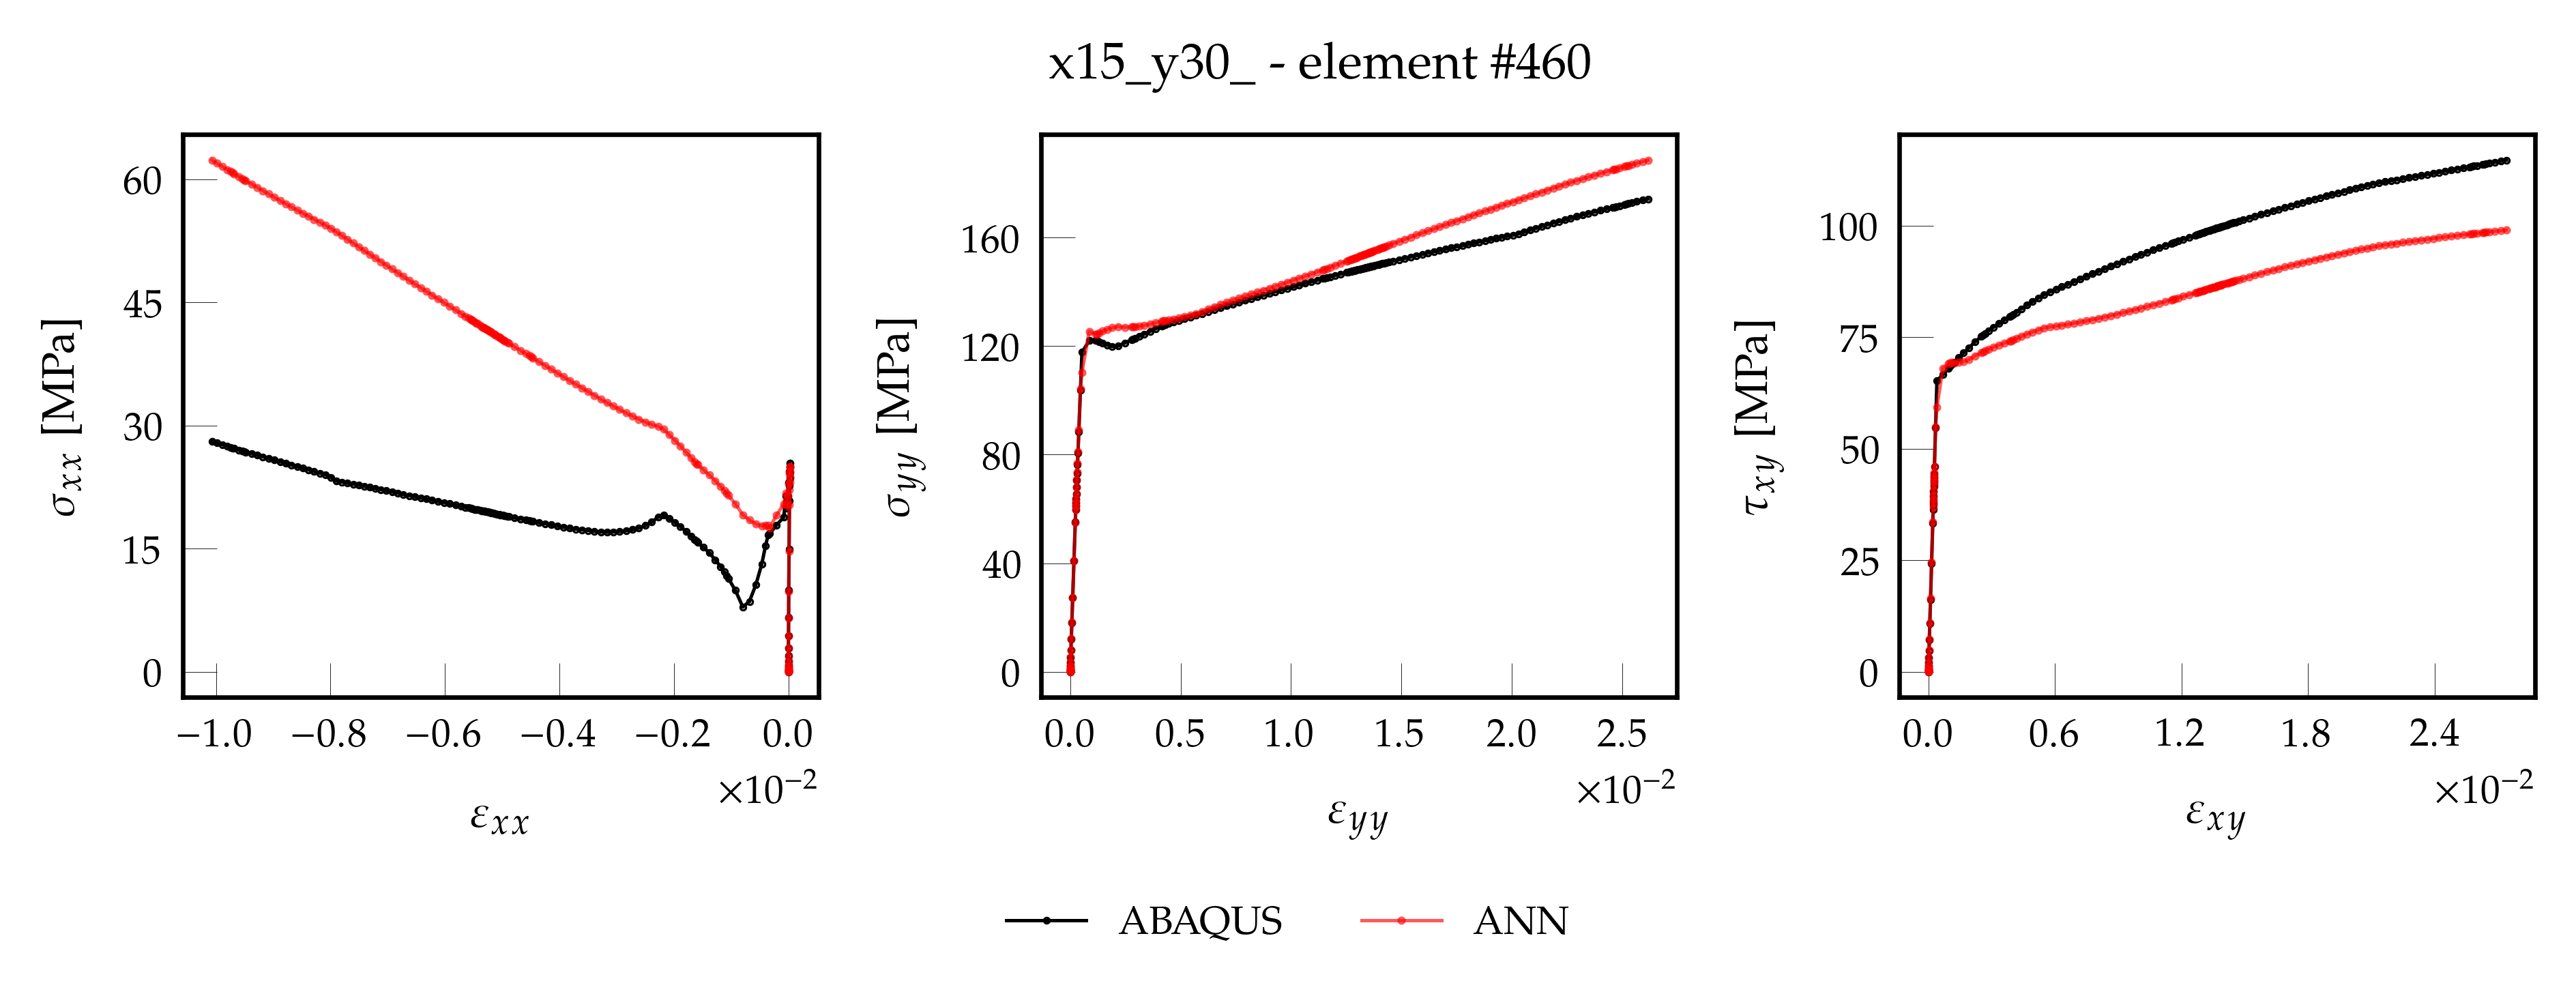 x15_y30_ - element #460
σxx [MPa]
60
45
30
15
0
−1.0 −0.8 −0.6 −0.4 −0.2 0.0
×10−2
εxx
σyy [MPa]
160
120
80
40
0
0.0 0.5 1.0 1.5 2.0 2.5
×10−2
εyy
τxy [MPa]
100
75
50
25
0
0.0 0.6 1.2 1.8 2.4
×10−2
εxy
ABAQUS ANN